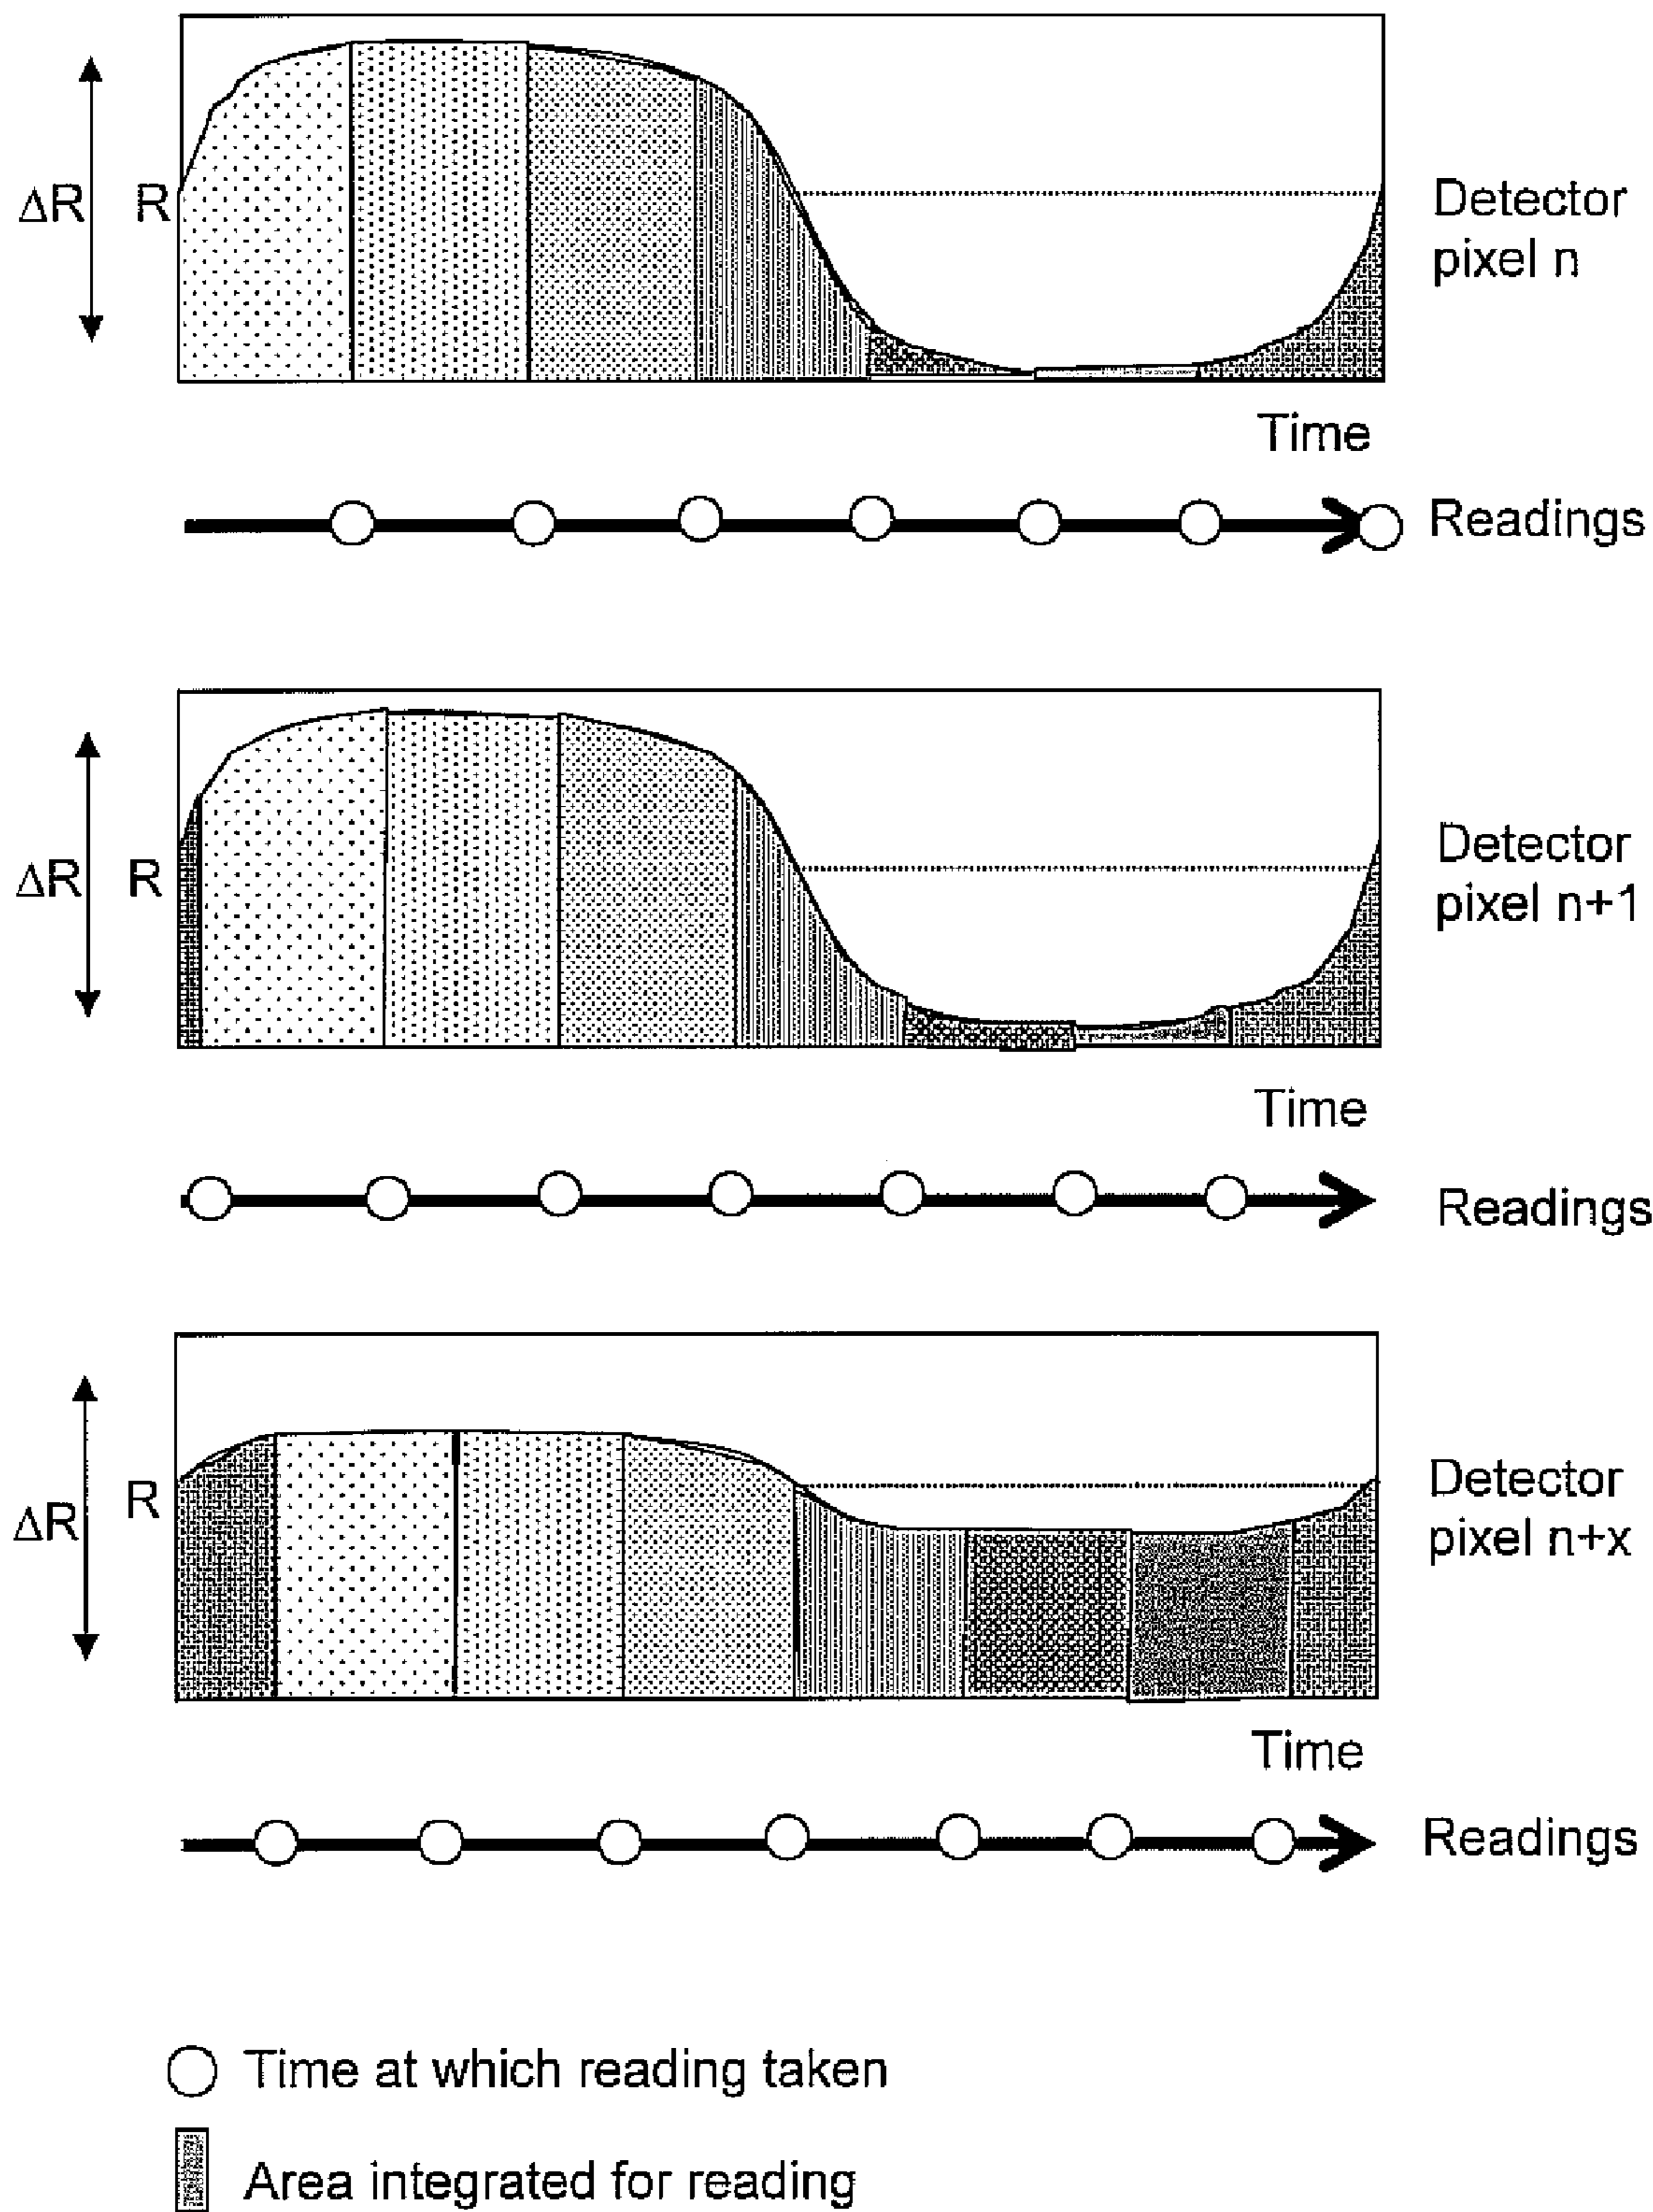 ΔR
R
Detector
pixel n
Time
Readings
ΔR
R
Detector
pixel n+1
Time
Readings
ΔR
R
Detector
pixel n+x
Time
Readings
Time at which reading taken
Area integrated for reading